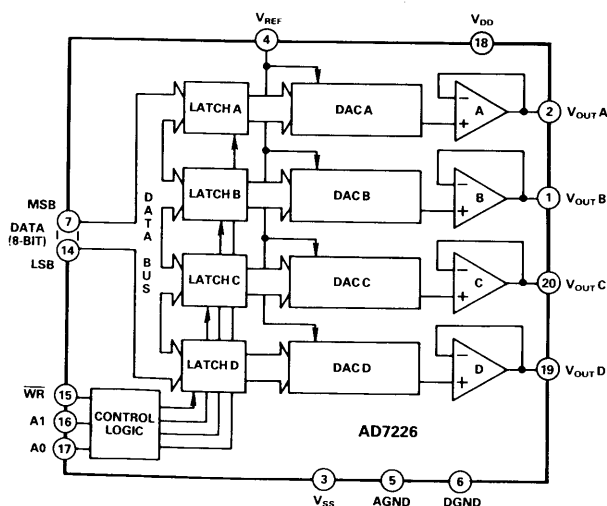 VREF
VDD
4
18
LATCH A
DAC A
A
2
VOUT A
LATCH B
DAC B
B
1
VOUT B
MSB
7
DATA
(8-BIT)
14
LSB
DATA BUS
LATCH C
DAC C
C
20
VOUT C
LATCH D
DAC D
D
19
VOUT D
WR
15
A1
16
A0
17
CONTROL
LOGIC
AD7226
3
5
6
VSS
AGND
DGND